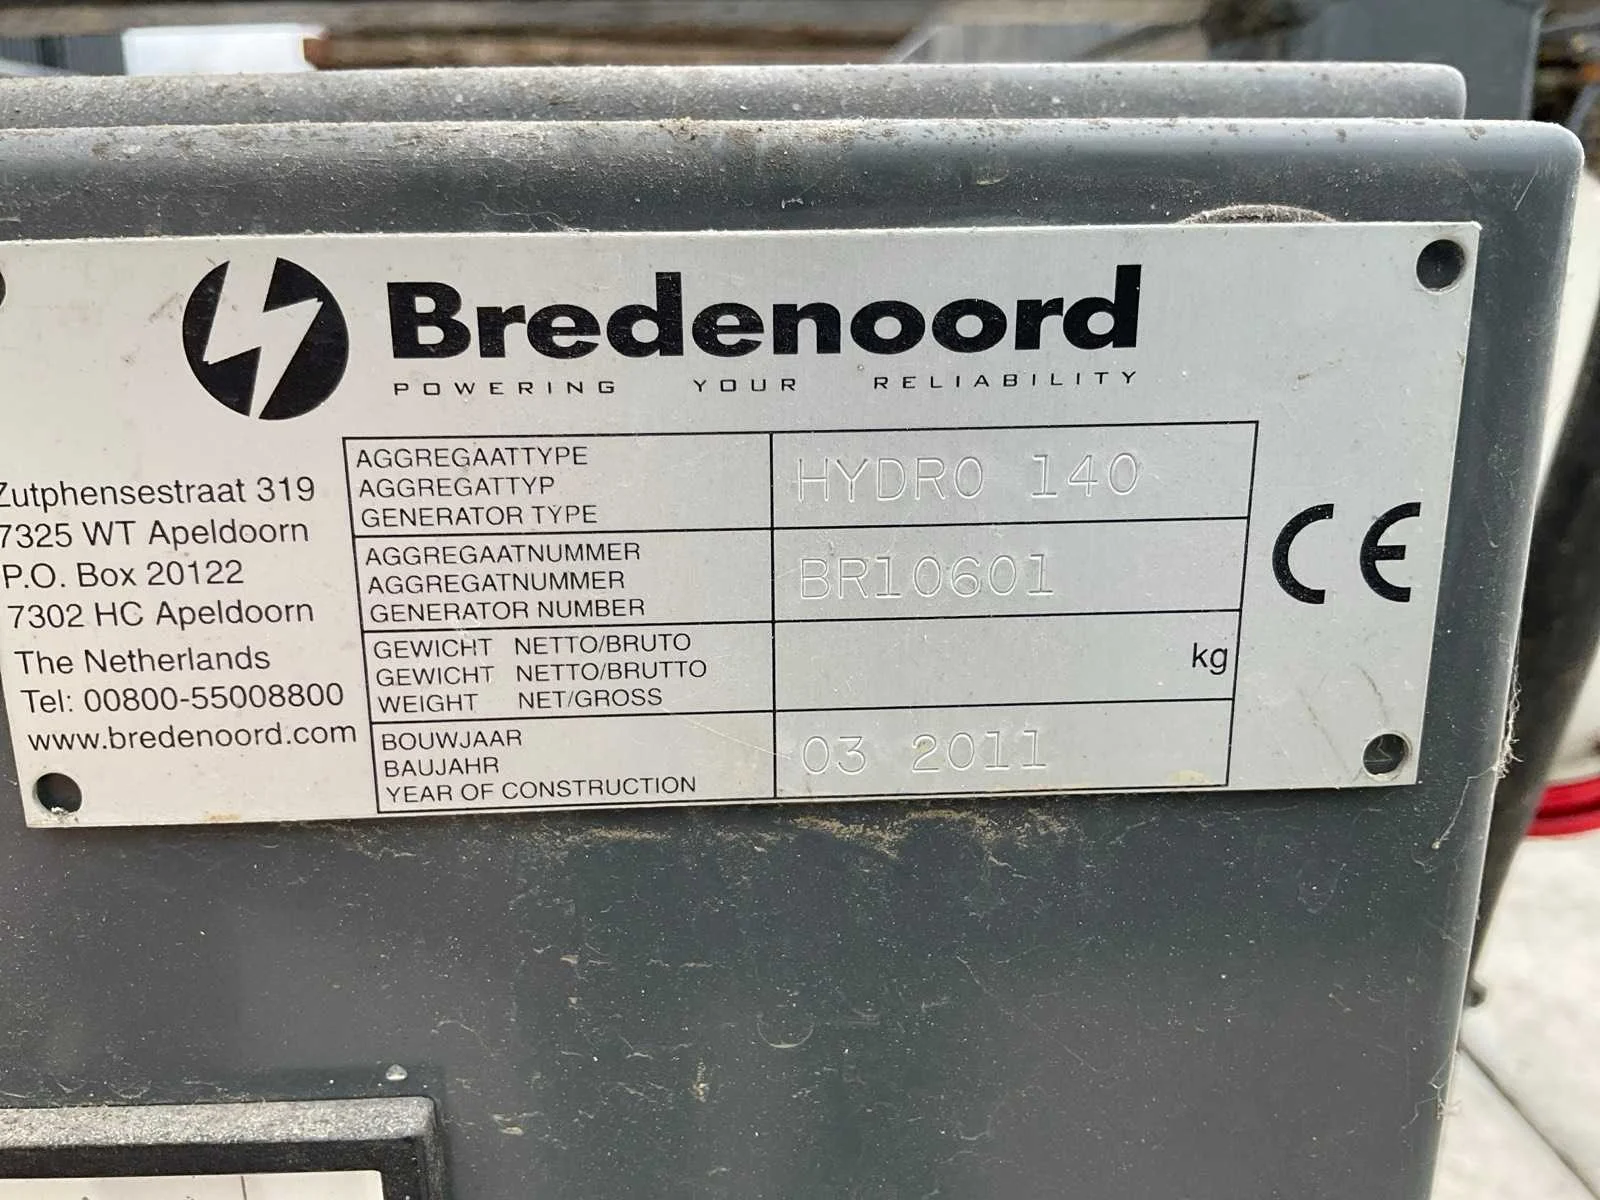 Bredenoord
POWERING YOUR RELIABILITY
Zutphensestraat 319
7325 WT Apeldoorn
P.O. Box 20122
7302 HC Apeldoorn
The Netherlands
Tel: 00800-55008800
www.bredenoord.com
AGGREGAATTYPE
AGGREGATTYP
GENERATOR TYPE
HYDRO 140
AGGREGAATNUMMER
AGGREGATNUMMER
GENERATOR NUMBER
BR10601
GEWICHT NETTO/BRUTO
GEWICHT NETTO/BRUTTO
WEIGHT NET/GROSS
kg
BOUWJAAR
BAUJAHR
YEAR OF CONSTRUCTION
03 2011
CE